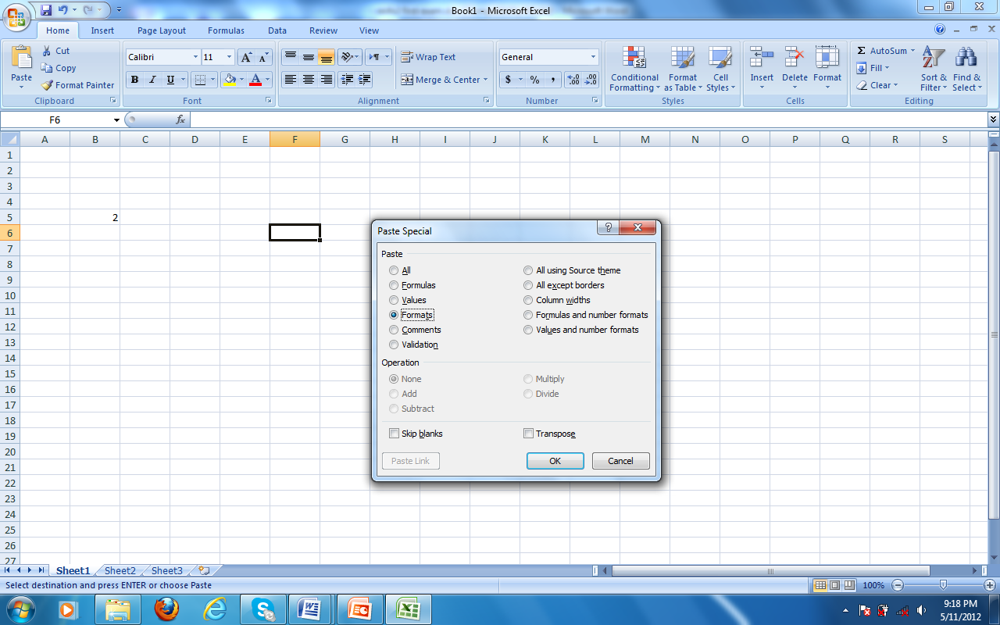 Book1 - Microsoft Excel
Home Insert Page Layout Formulas Data Review View
Paste Cut Copy Format Painter
Calibri 11
B I U
Wrap Text
Merge & Center
General
$ % ,
Conditional Formatting Format as Table Cell Styles
Insert Delete Format
Σ AutoSum
Fill
Clear
Sort & Filter Find & Select
Clipboard Font Alignment Number Styles Cells Editing
F6 fx
A B C D E F G H I J K L M N O P Q R S
1
2
3
4
5 2
6
7
8
9
10
11
12
13
14
15
16
17
18
19
20
21
22
23
24
25
26
27
Paste Special
Paste
All All using Source theme
Formulas All except borders
Values Column widths
Formats Formulas and number formats
Comments Values and number formats
Validation
Operation
None Multiply
Add Divide
Subtract
Skip blanks Transpose
Paste Link OK Cancel
Sheet1 Sheet2 Sheet3
Select destination and press ENTER or choose Paste 100%
9:18 PM
5/11/2012